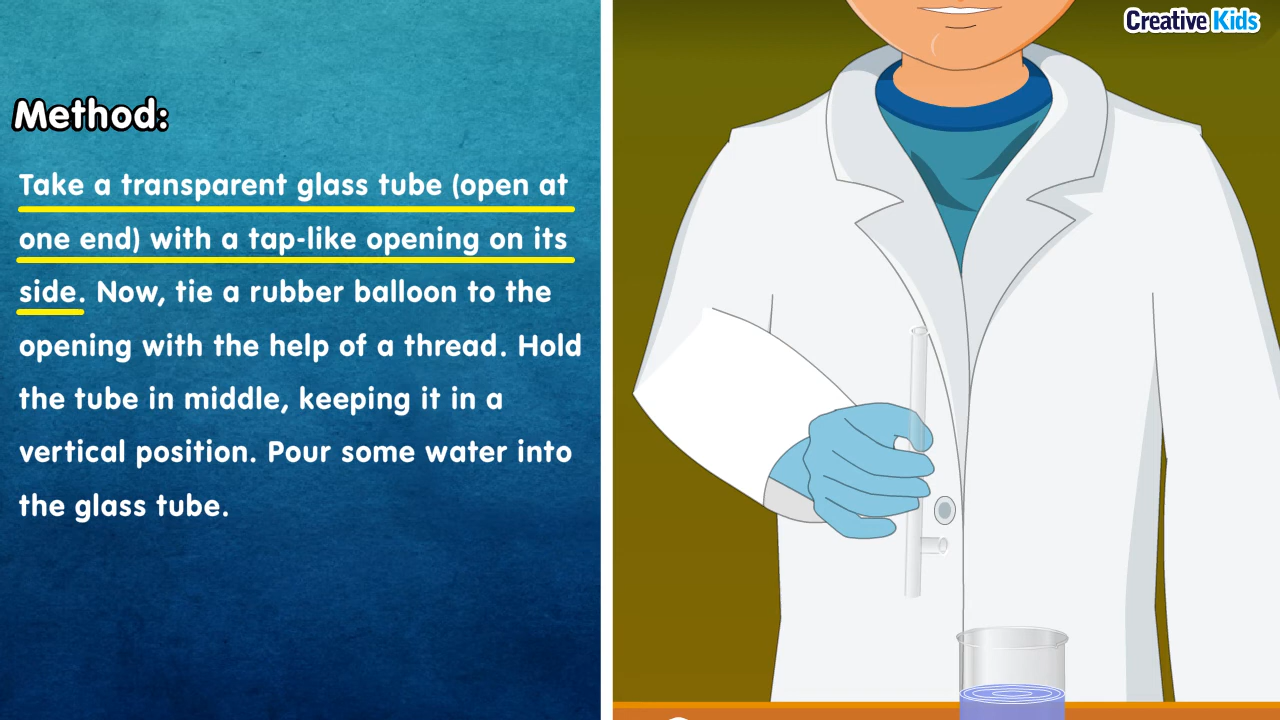 Creative Kids
Method:
Take a transparent glass tube (open at
one end) with a tap-like opening on its
side. Now, tie a rubber balloon to the
opening with the help of a thread. Hold
the tube in middle, keeping it in a
vertical position. Pour some water into
the glass tube.